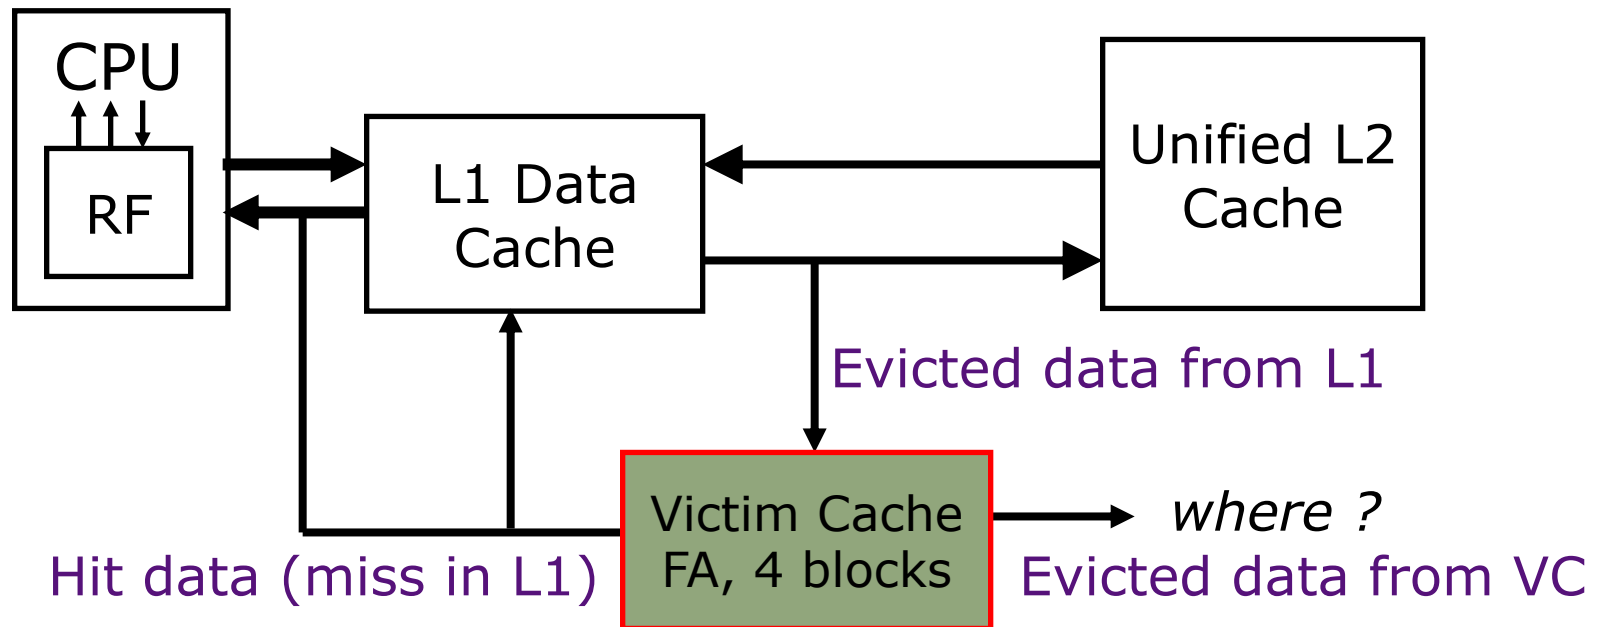 CPU
RF
L1 Data
Cache
Unified L2
Cache
Evicted data from L1
Victim Cache
FA, 4 blocks
where ?
Hit data (miss in L1)
Evicted data from VC